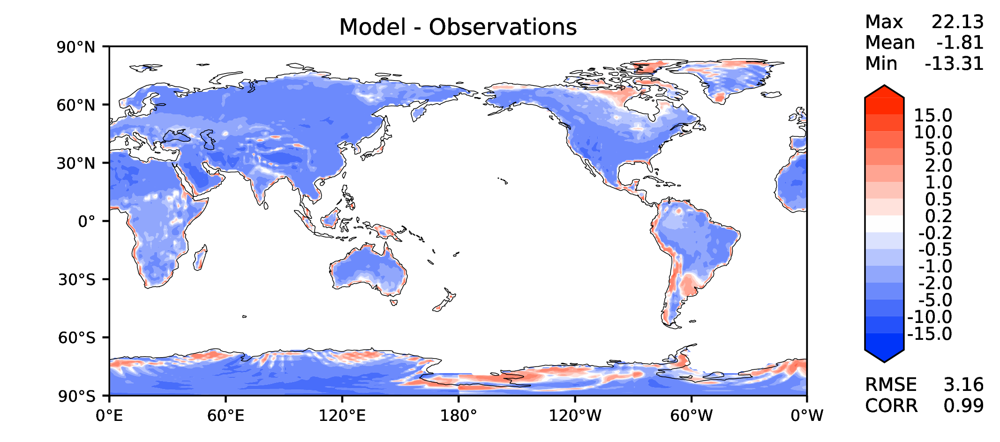 Model - Observations
Max 22.13
Mean -1.81
Min -13.31
90°N
60°N
30°N
0°
30°S
60°S
90°S
0°E 60°E 120°E 180° 120°W 60°W 0°W
15.0
10.0
5.0
2.0
1.0
0.5
0.2
-0.2
-0.5
-1.0
-2.0
-5.0
-10.0
-15.0
RMSE 3.16
CORR 0.99